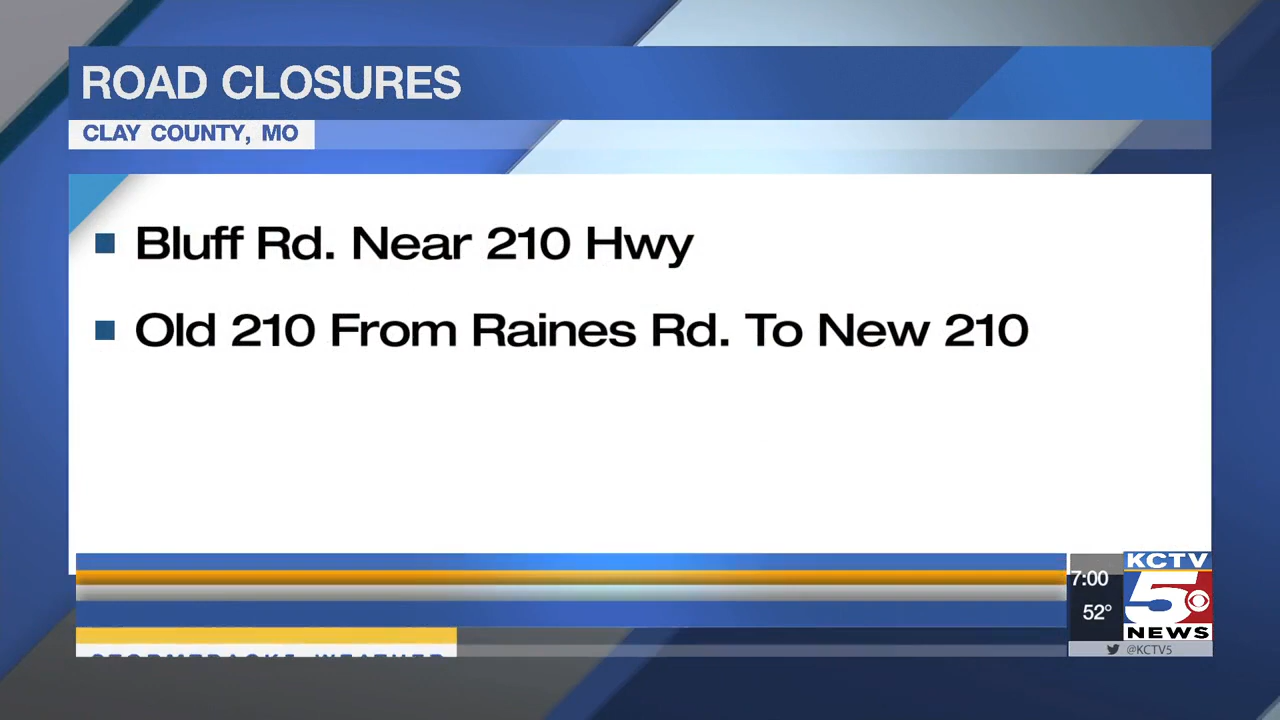 ROAD CLOSURES
CLAY COUNTY, MO
Bluff Rd. Near 210 Hwy
Old 210 From Raines Rd. To New 210
7:00
52°
KCTV
5
NEWS
@KCTV5